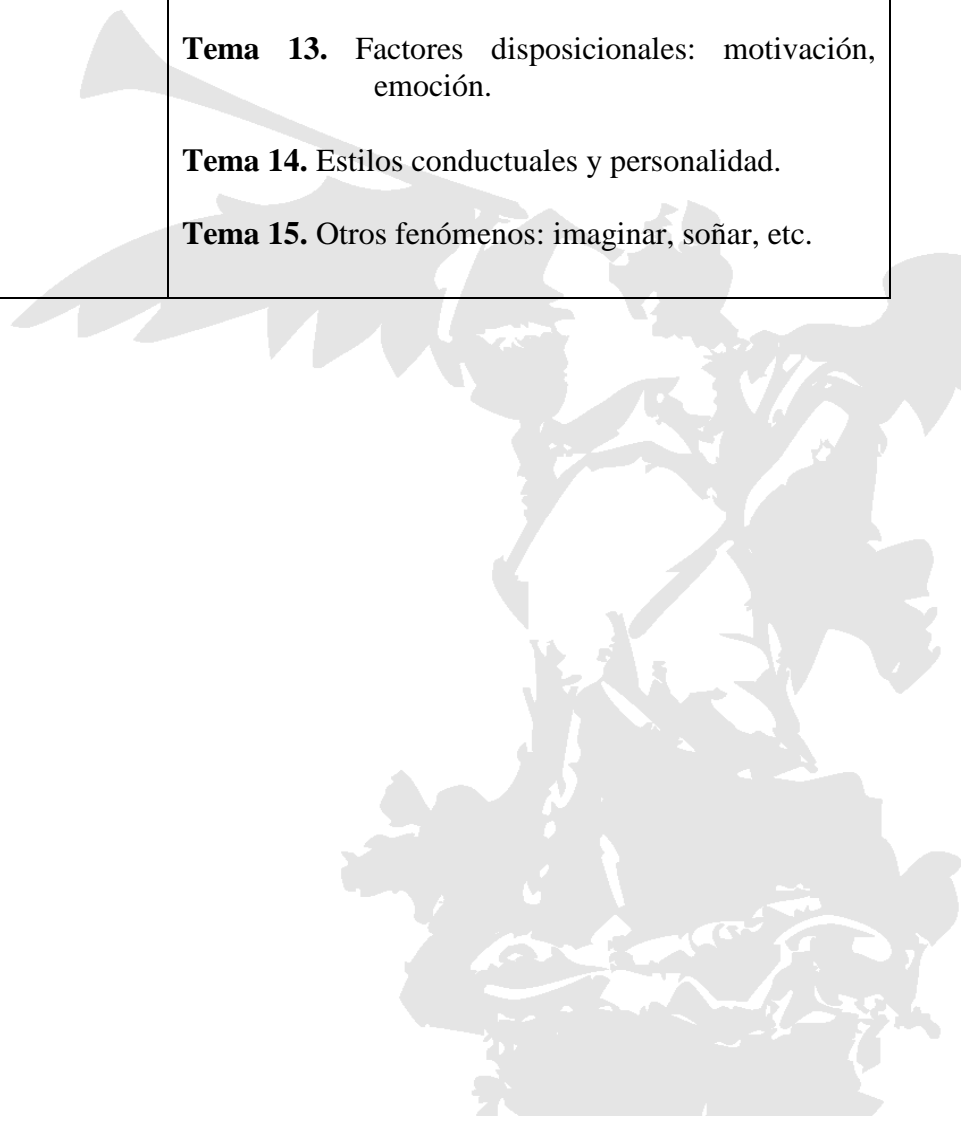 Tema 13. Factores disposicionales: motivación,
emoción.
Tema 14. Estilos conductuales y personalidad.
Tema 15. Otros fenómenos: imaginar, soñar, etc.